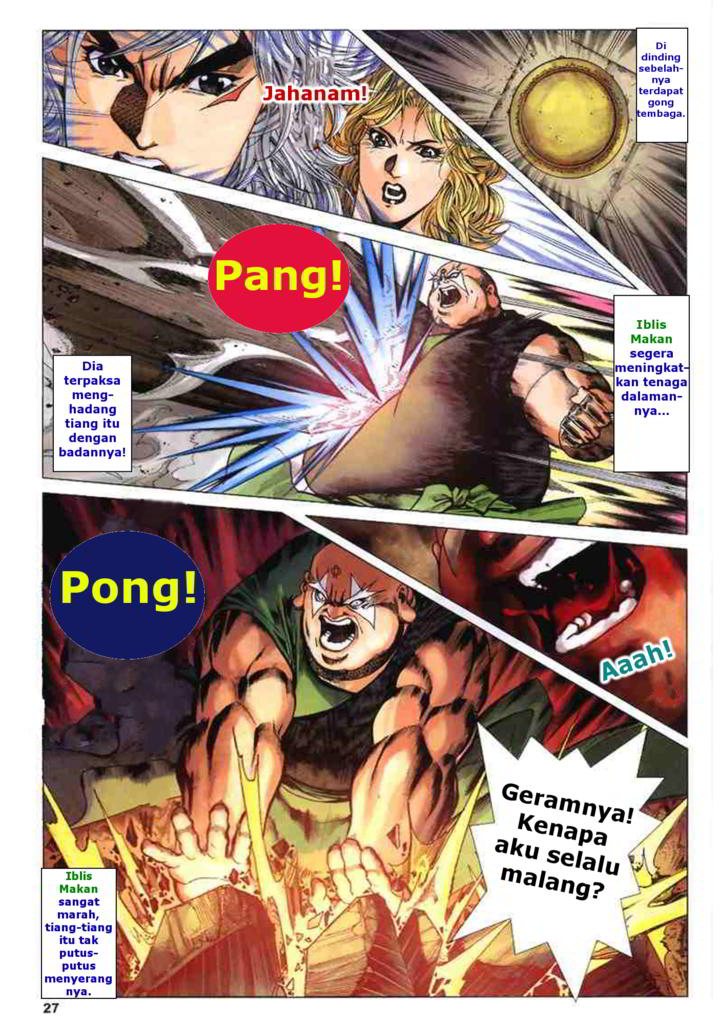 Jahanam!
Di
dinding
sebelah-
nya
terdapat
gong
tembaga.
Pang!
Iblis
Makan
segera
meningkat-
kan tenaga
dalaman-
nya...
Dia
terpaksa
meng-
hadang
tiang itu
dengan
badannya!
Pong!
Aaah!
Geramnya!
Kenapa
aku selalu
malang?
Iblis
Makan
sangat
marah,
tiang-tiang
itu tak
putus-
putus
menyerang
nya.
27